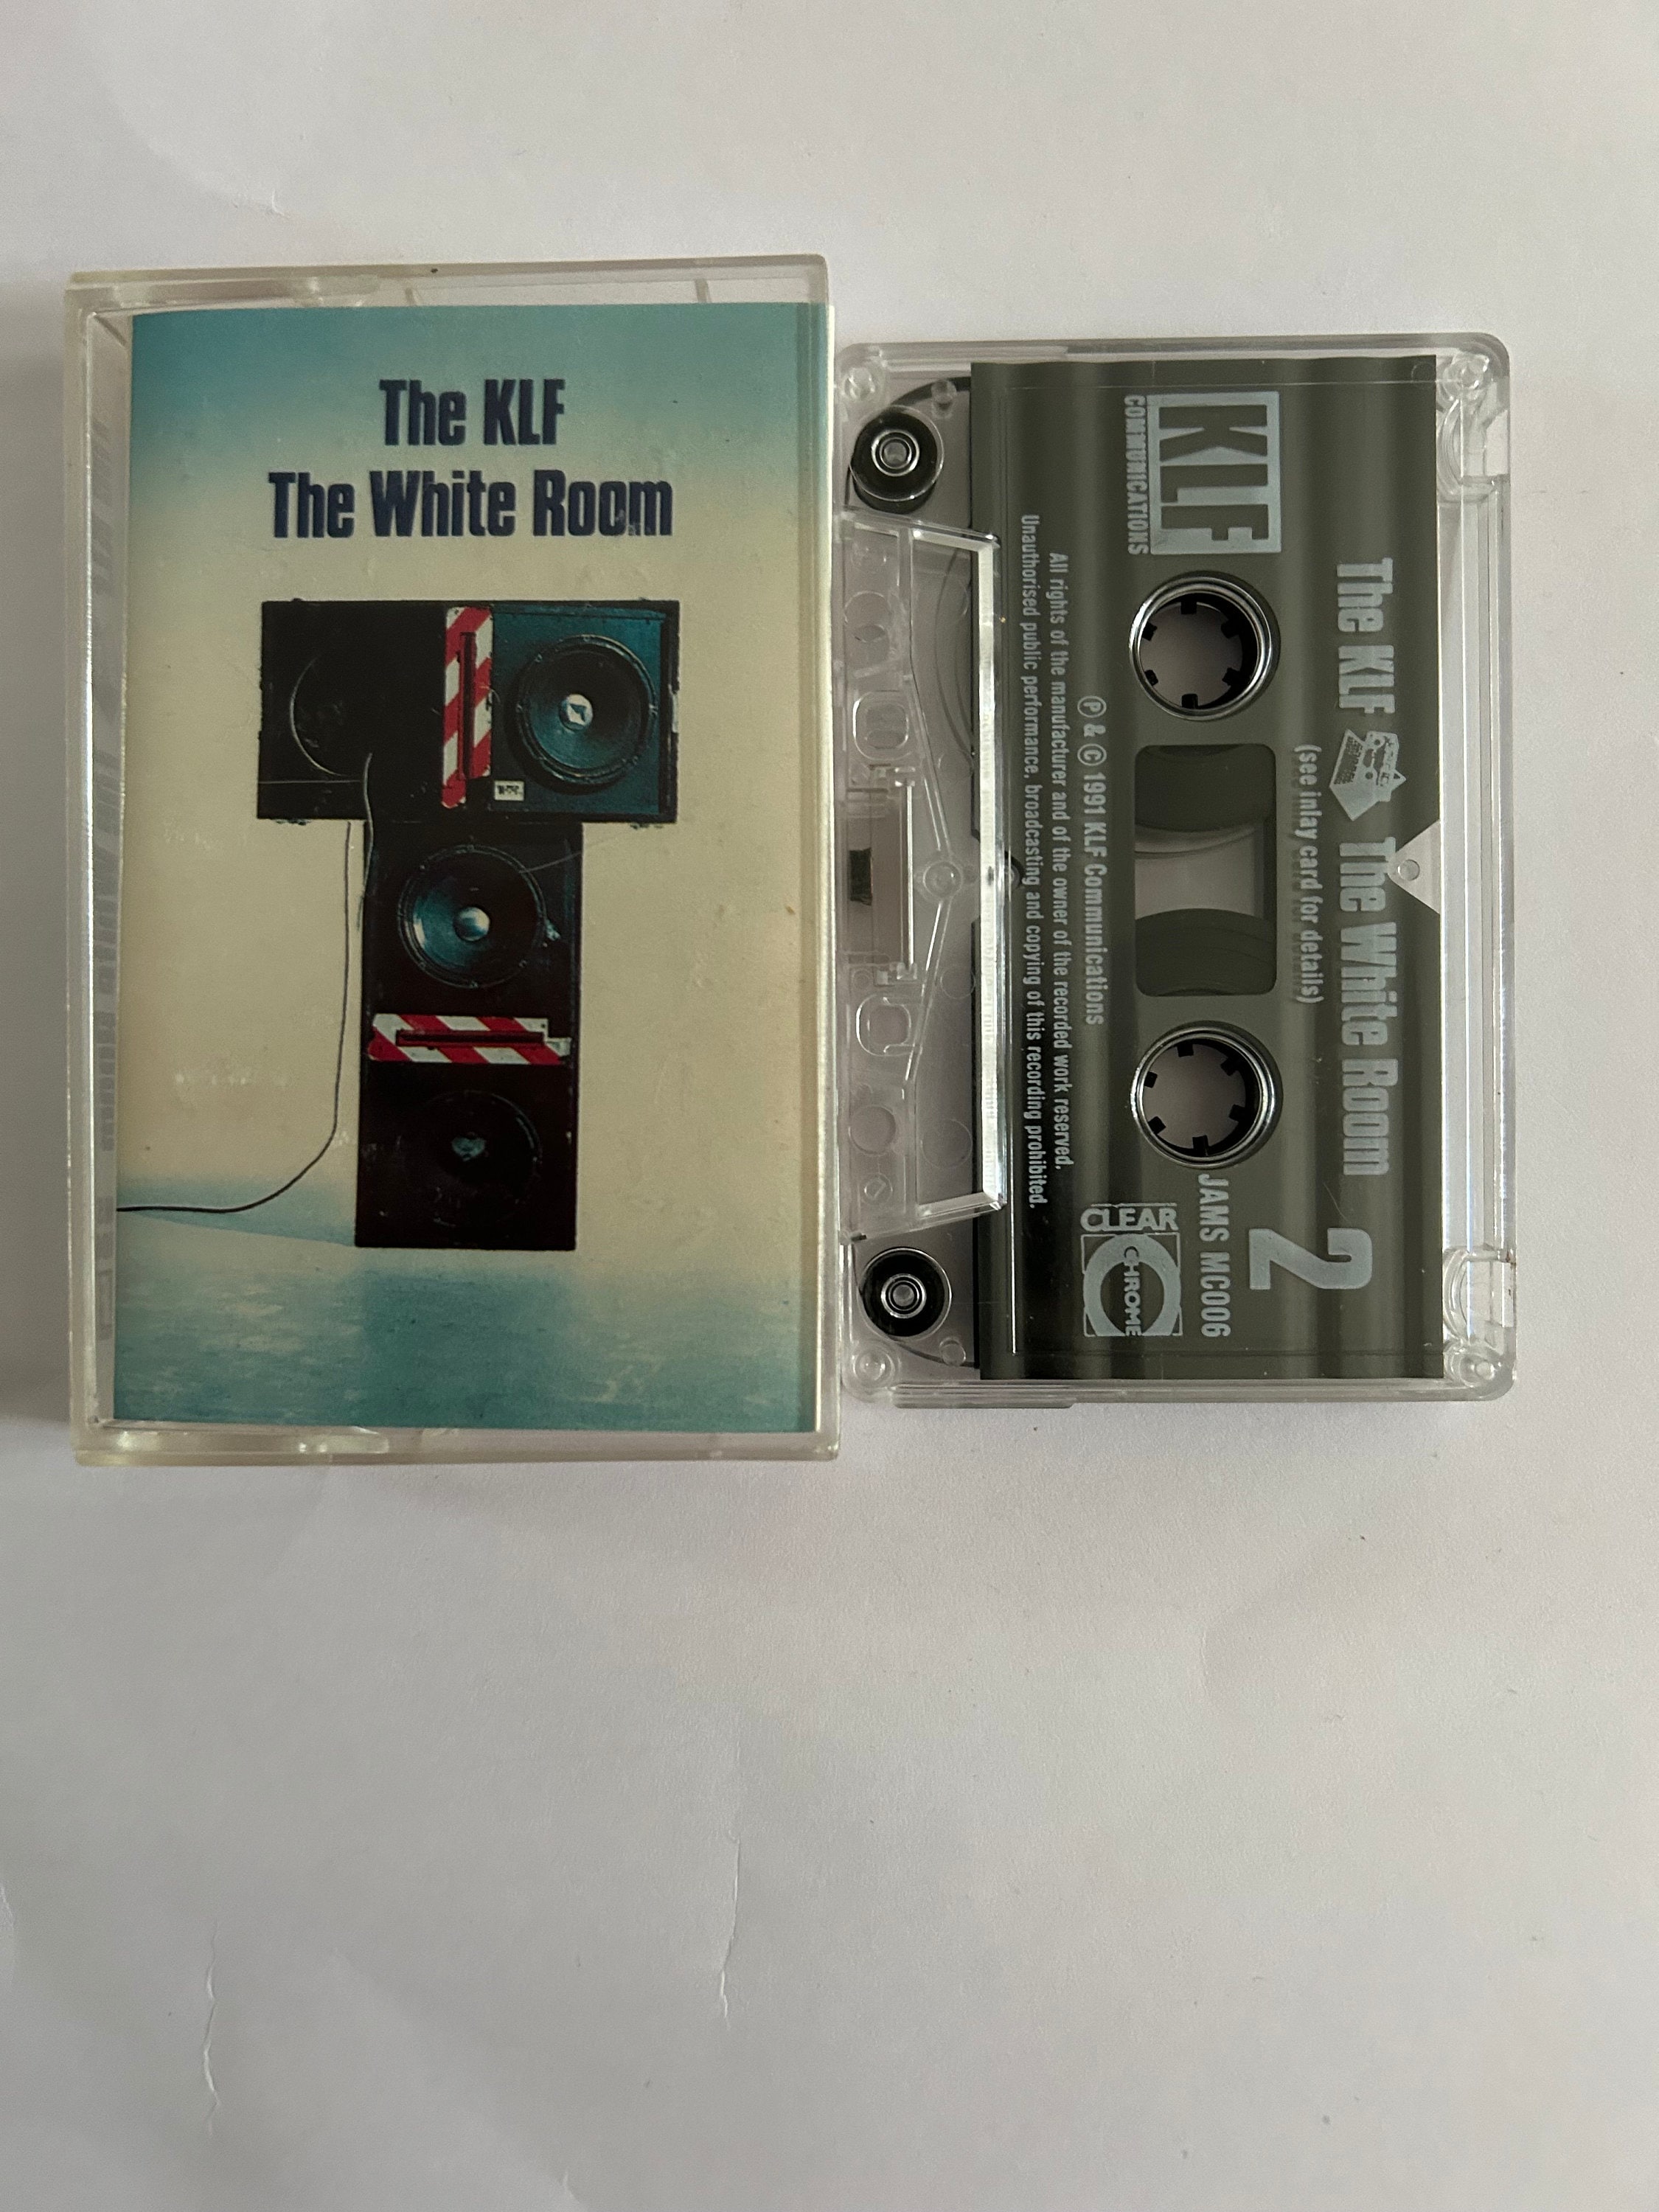 The KLF
The White Room
The KLF The White Room
(see inlay card for details)
2
KLF
COMMUNICATIONS
JAMS MC006
Ⓟ & © 1991 KLF Communications
All rights of the manufacturer and of the owner of the recorded work reserved.
Unauthorised public performance, broadcasting and copying of this recording prohibited.
CLEAR
CHROME